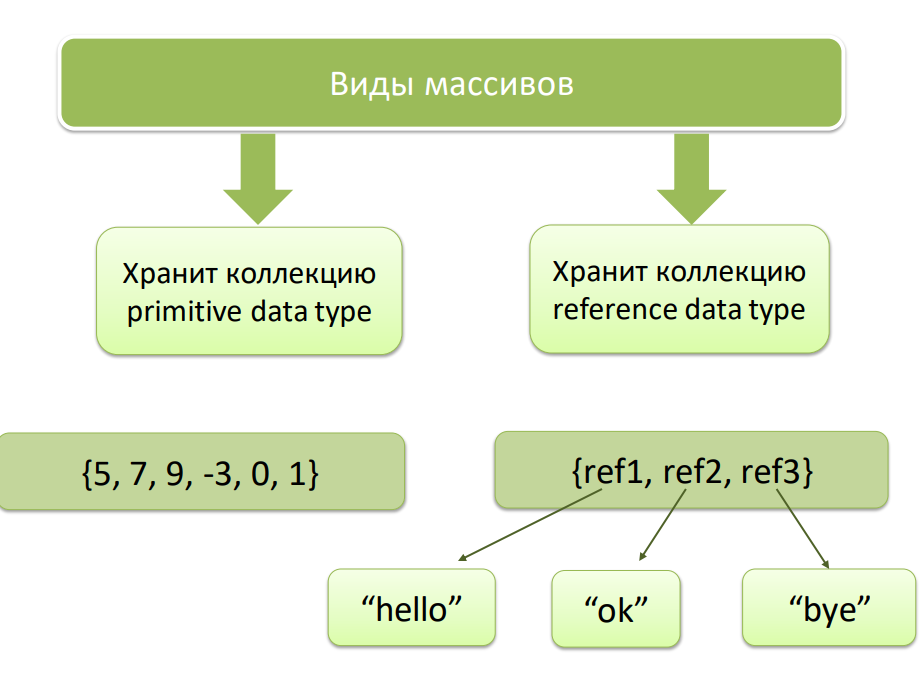 Виды массивов
Хранит коллекцию
primitive data type
Хранит коллекцию
reference data type
{5, 7, 9, -3, 0, 1}
{ref1, ref2, ref3}
“hello”
“ok”
“bye”